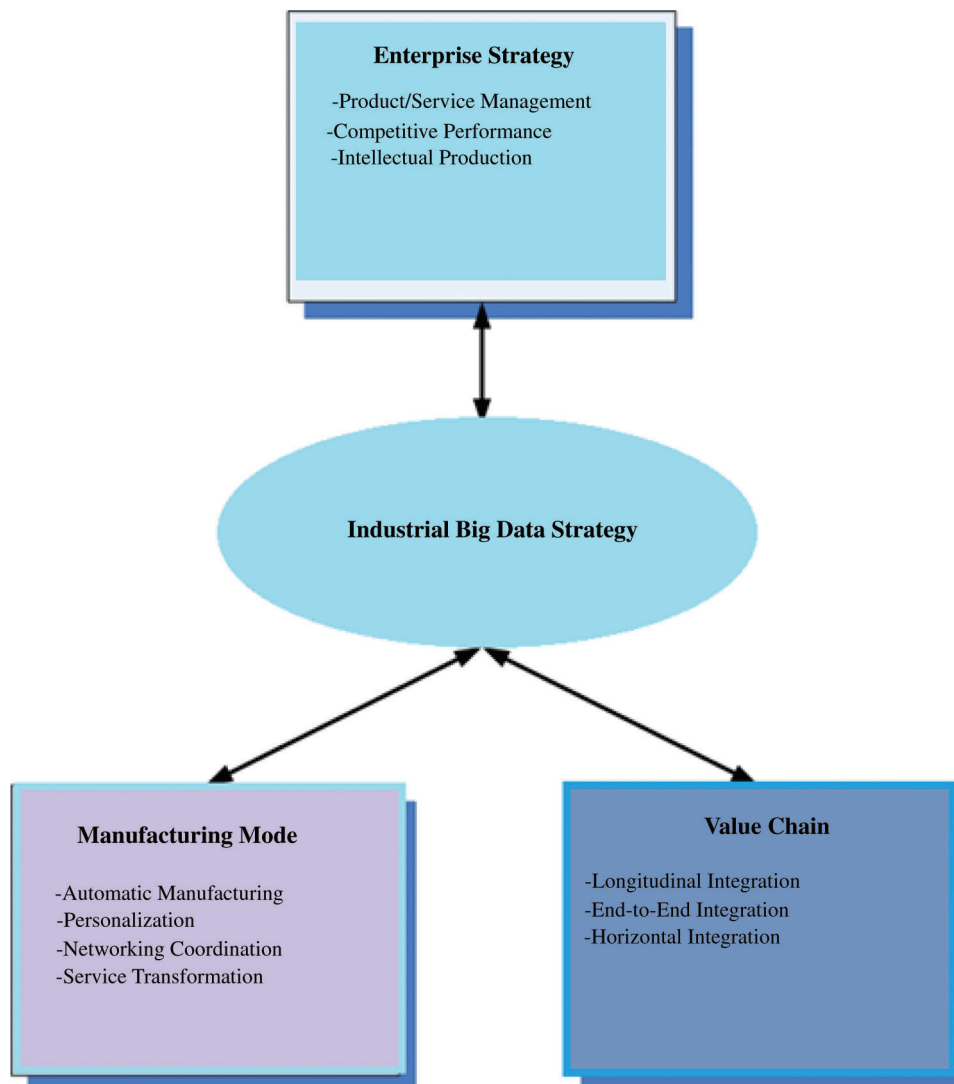 Enterprise Strategy
-Product/Service Management
-Competitive Performance
-Intellectual Production
Industrial Big Data Strategy
Manufacturing Mode
-Automatic Manufacturing
-Personalization
-Networking Coordination
-Service Transformation
Value Chain
-Longitudinal Integration
-End-to-End Integration
-Horizontal Integration